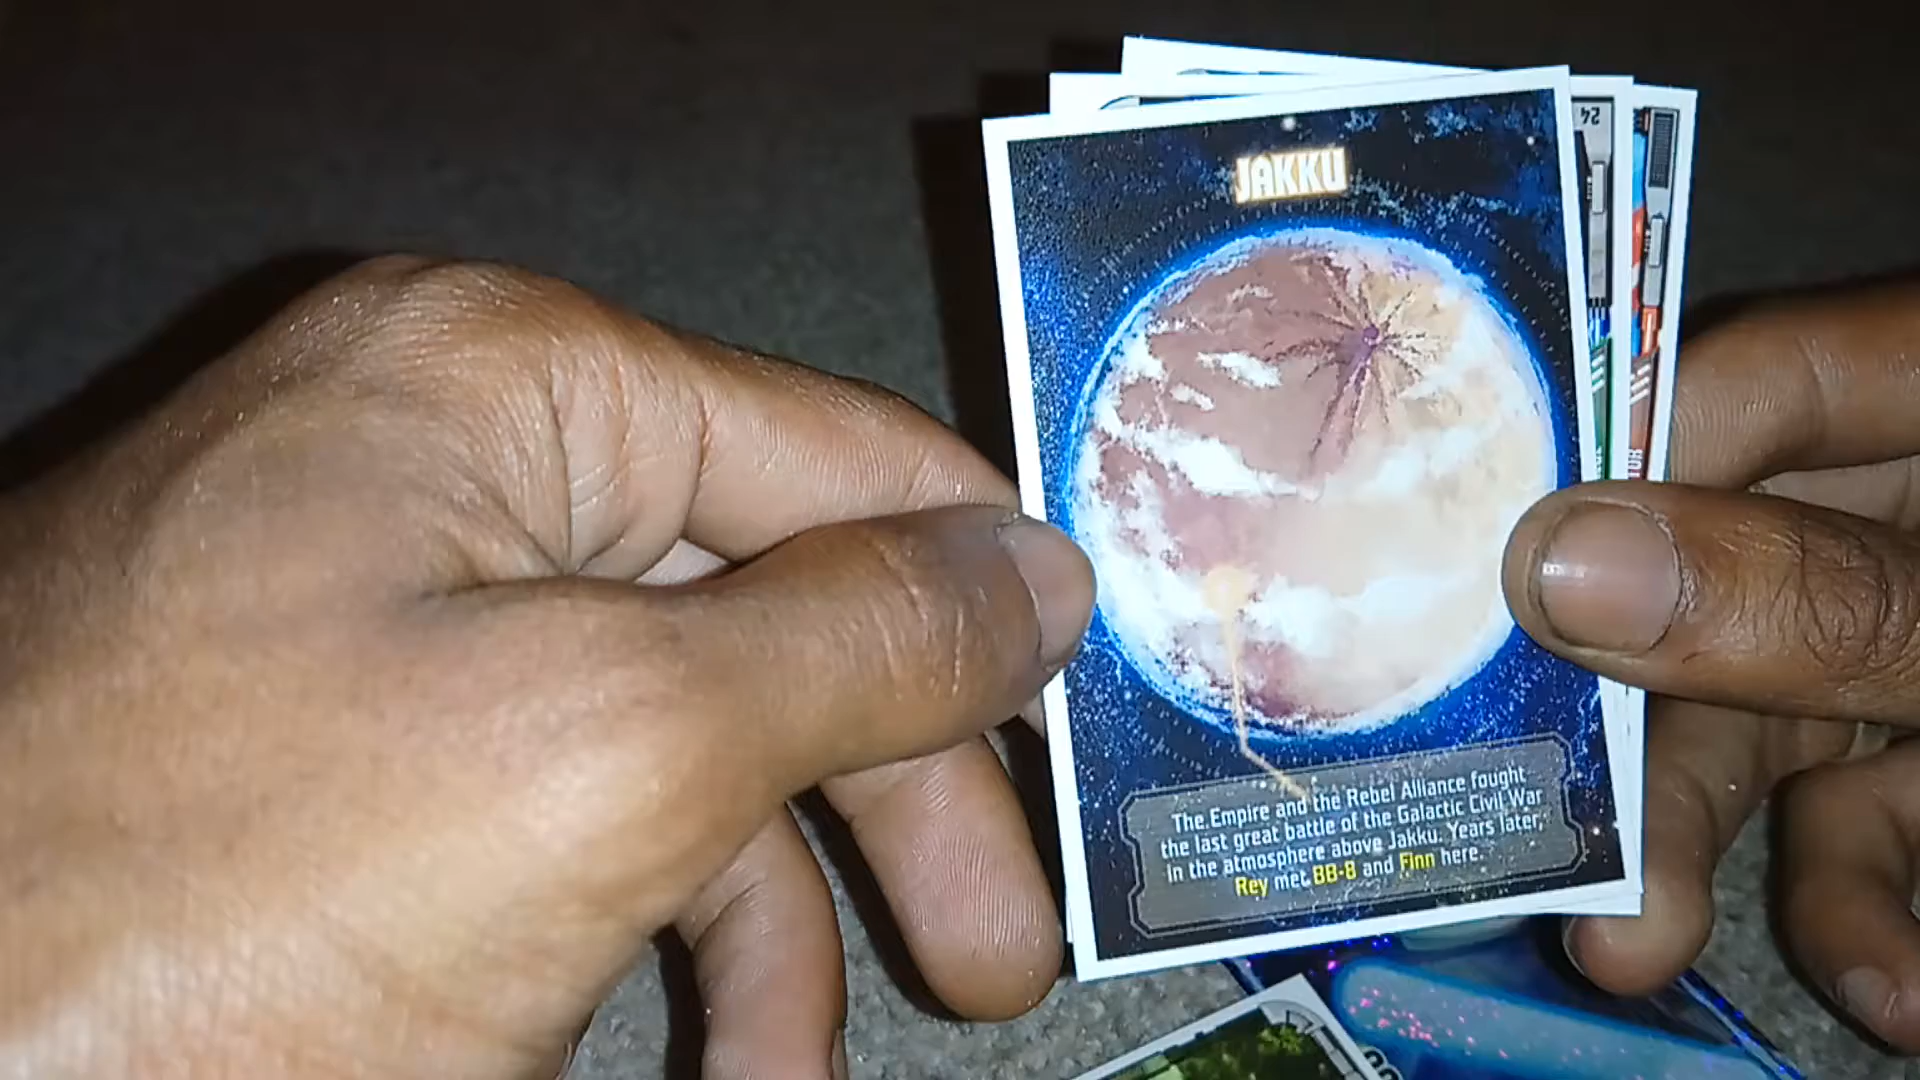 JAKKU
24
The Empire and the Rebel Alliance fought
the last great battle of the Galactic Civil War
in the atmosphere above Jakku. Years later,
Rey met BB-8 and Finn here.